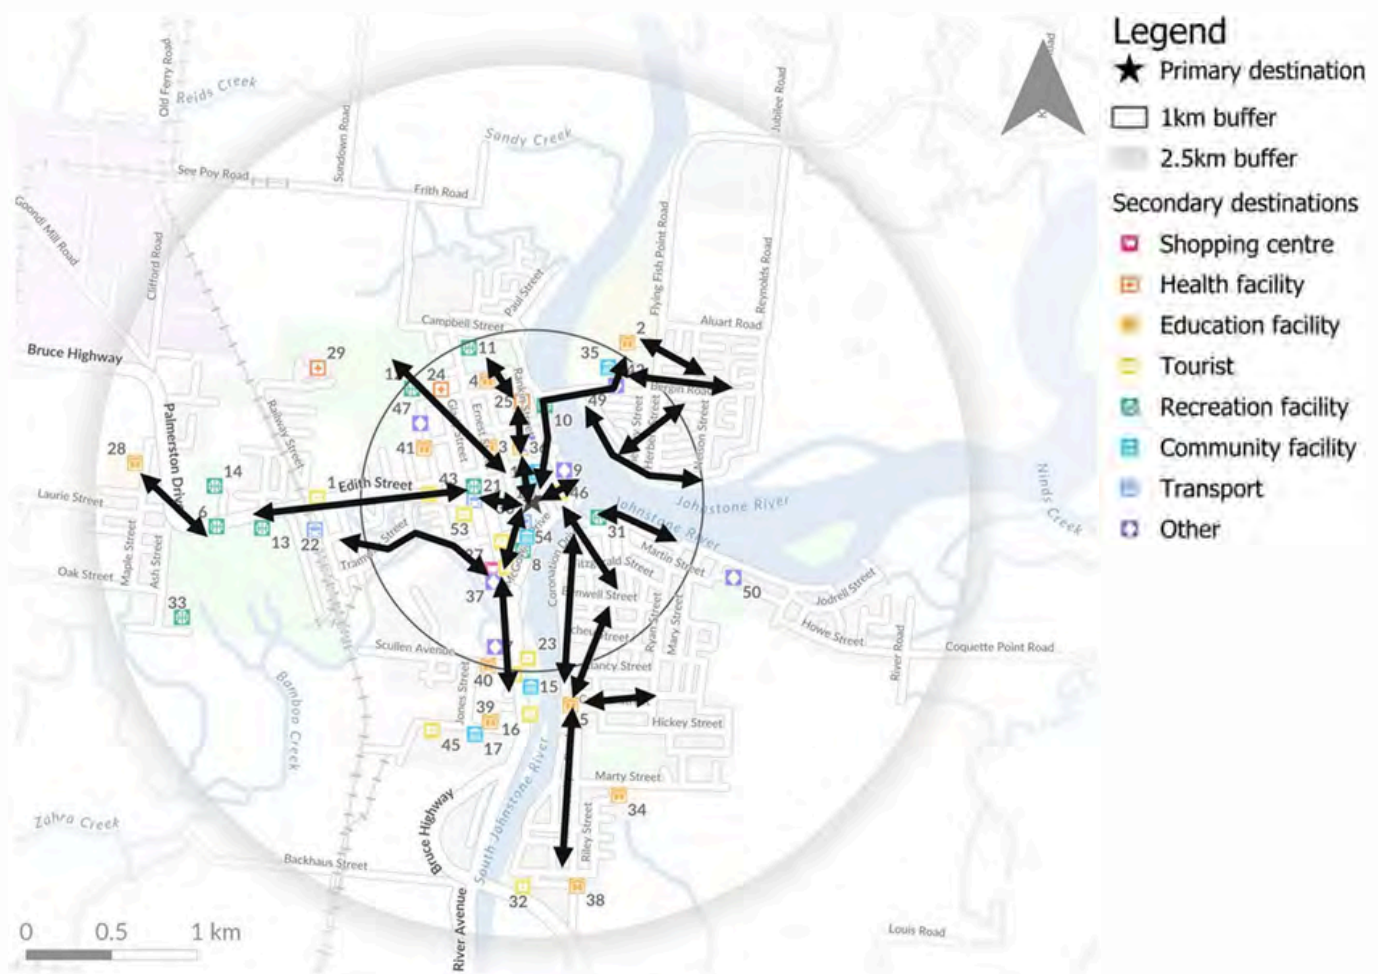 Legend
Primary destination
1km buffer
2.5km buffer
Secondary destinations
Shopping centre
Health facility
Education facility
Tourist
Recreation facility
Community facility
Transport
Other
Old Ferry Road
Reids Creek
Sundown Road
Sandy Creek
Jubilee Road
See Poy Road
Frith Road
Goondi Mill Road
Clifford Road
Flying Fish Point Road
Reynolds Road
Paul Street
Campbell Street
Aluart Road
Bruce Highway
2
35
11
29
24
4
25
47
49
10
Bergin Road
Nelson Street
Railway Street
Palmerston Drive
28
14
41
3
9
46
43
21
1
Edith Street
Laurie Street
6
13
22
53
54
8
31
Johnstone River
Johnstone River
Ninds Creek
Maple Street
Ash Street
Oak Street
33
37
Martin Street
50
Jodrell Street
Howe Street
River Road
Coquette Point Road
Ryan Street
Mary Street
Scullen Avenue
23
40
15
Jones Street
39
16
45
17
5
Hickey Street
Bamboo Creek
Marty Street
34
Riley Street
Bruce Highway
South Johnstone River
Zahra Creek
Backhaus Street
32
38
River Avenue
Louis Road
0
0.5
1 km